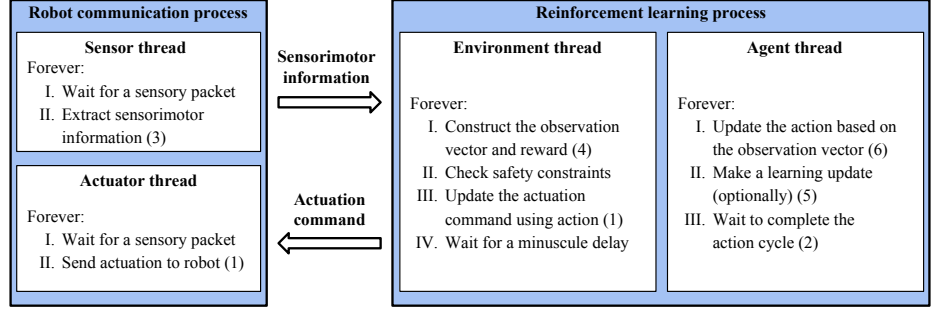 Robot communication process
Sensor thread
Forever:
I. Wait for a sensory packet
II. Extract sensorimotor
information (3)
Actuator thread
Forever:
I. Wait for a sensory packet
II. Send actuation to robot (1)
Sensorimotor
information
Actuation
command
Reinforcement learning process
Environment thread
Forever:
I. Construct the observation
vector and reward (4)
II. Check safety constraints
III. Update the actuation
command using action (1)
IV. Wait for a minuscule delay
Agent thread
Forever:
I. Update the action based on
the observation vector (6)
II. Make a learning update
(optionally) (5)
III. Wait to complete the
action cycle (2)